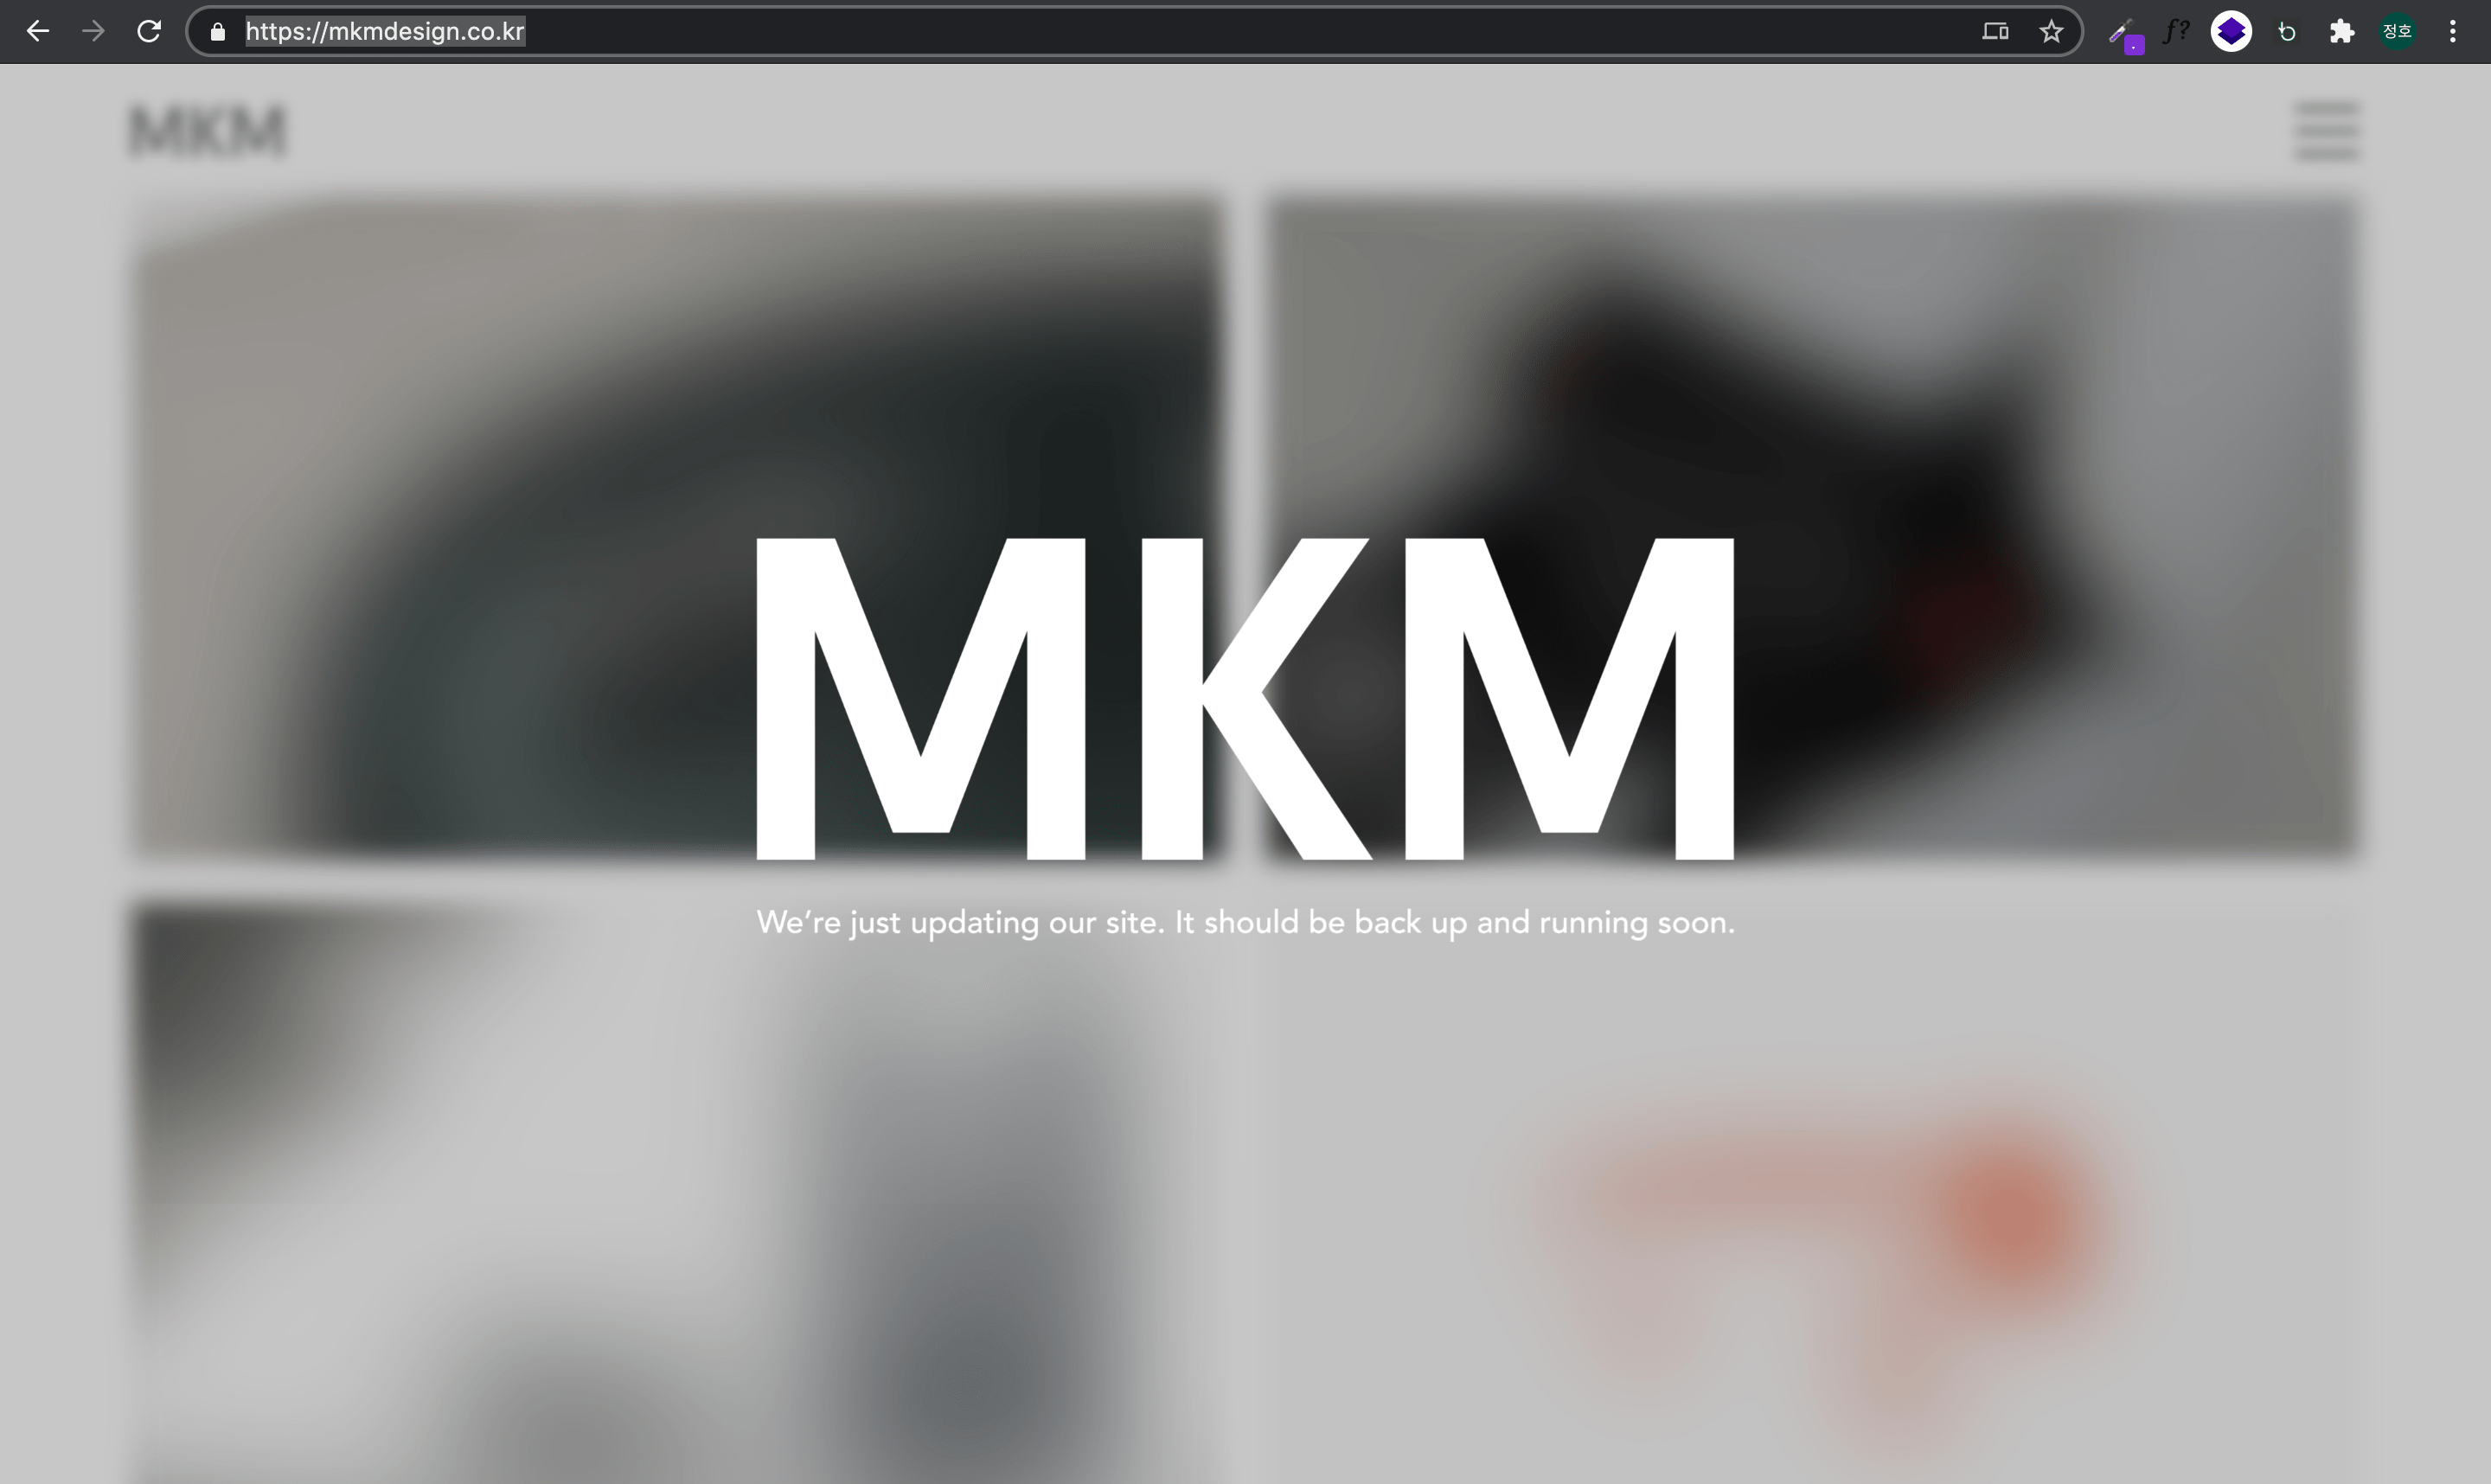 https://mkmdesign.co.kr
f?
정호
MKM
MKM
We're just updating our site. It should be back up and running soon.